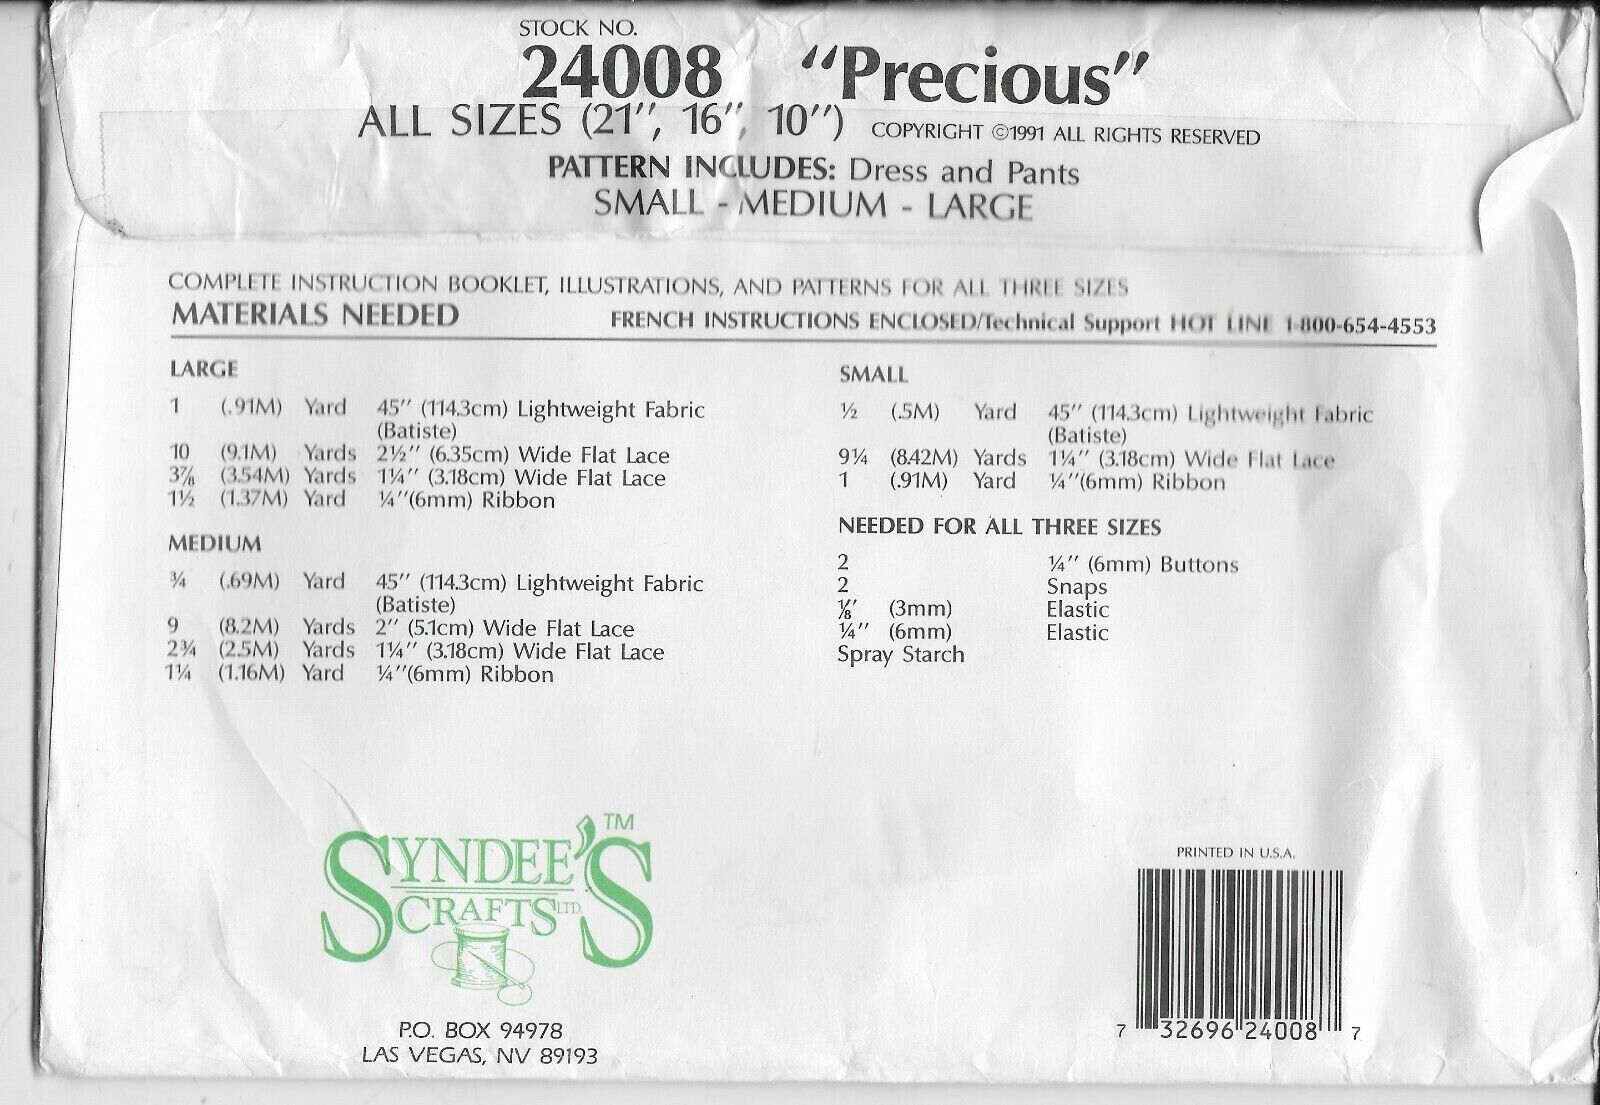 STOCK NO.
24008 "Precious"
ALL SIZES (21", 16", 10") COPYRIGHT ©1991 ALL RIGHTS RESERVED
PATTERN INCLUDES: Dress and Pants
SMALL - MEDIUM - LARGE
COMPLETE INSTRUCTION BOOKLET, ILLUSTRATIONS, AND PATTERNS FOR ALL THREE SIZES
MATERIALS NEEDED FRENCH INSTRUCTIONS ENCLOSED/Technical Support HOT LINE 1-800-654-4553
LARGE
1 (.91M) Yard 45" (114.3cm) Lightweight Fabric
(Batiste)
10 (9.1M) Yards 2½" (6.35cm) Wide Flat Lace
3⅞ (3.54M) Yards 1¼" (3.18cm) Wide Flat Lace
1½ (1.37M) Yard ¼"(6mm) Ribbon
MEDIUM
¾ (.69M) Yard 45" (114.3cm) Lightweight Fabric
(Batiste)
9 (8.2M) Yards 2" (5.1cm) Wide Flat Lace
2¾ (2.5M) Yards 1¼" (3.18cm) Wide Flat Lace
1¼ (1.16M) Yard ¼"(6mm) Ribbon
SMALL
½ (.5M) Yard 45" (114.3cm) Lightweight Fabric
(Batiste)
9¼ (8.42M) Yards 1¼" (3.18cm) Wide Flat Lace
1 (.91M) Yard ¼"(6mm) Ribbon
NEEDED FOR ALL THREE SIZES
2 ¼" (6mm) Buttons
2 Snaps
⅛' (3mm) Elastic
¼" (6mm) Elastic
Spray Starch
SYNDEE'S™
CRAFTS LTD.
P.O. BOX 94978
LAS VEGAS, NV 89193
PRINTED IN U.S.A.
7 32696 24008 7